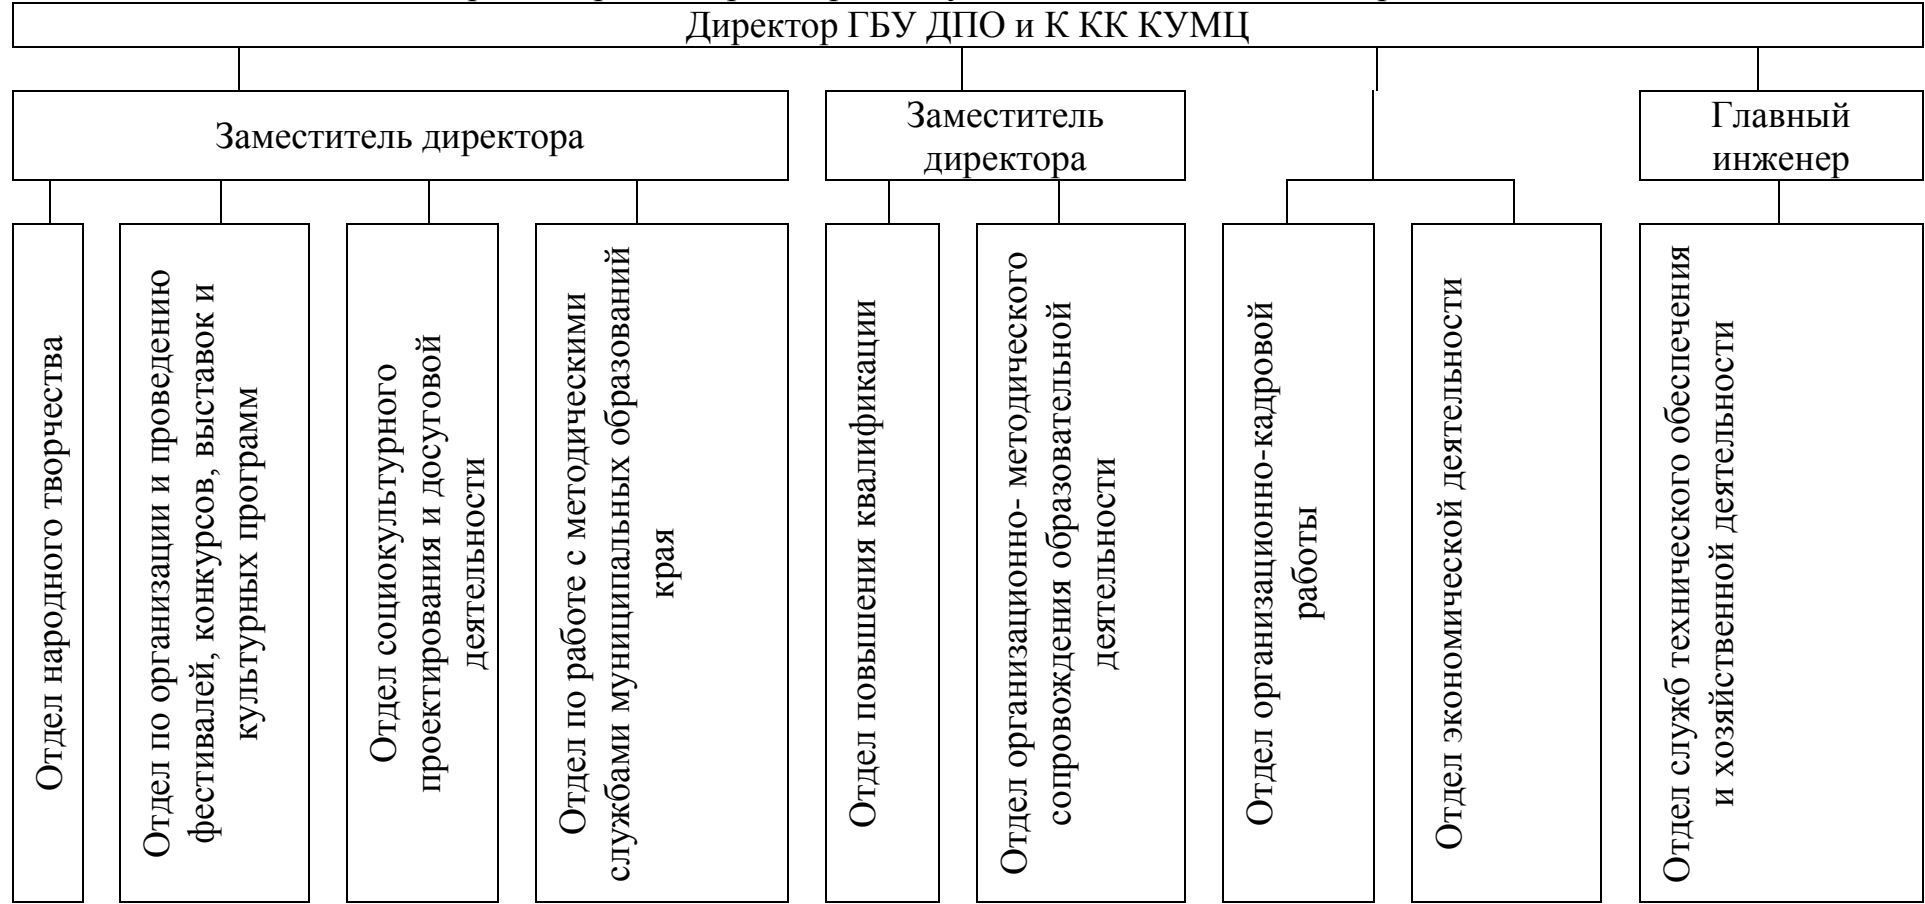 Директор ГБУ ДПО и К КК КУМЦ
Заместитель директора
Заместитель
директора
Главный
инженер
Отдел народного творчества
Отдел по организации и проведению
фестивалей, конкурсов, выставок и
культурных программ
Отдел социокультурного
проектирования и досуговой
деятельности
Отдел по работе с методическими
службами муниципальных образований
края
Отдел повышения квалификации
Отдел организационно- методического
сопровождения образовательной
деятельности
Отдел организационно-кадровой
работы
Отдел экономической деятельности
Отдел служб технического обеспечения
и хозяйственной деятельности